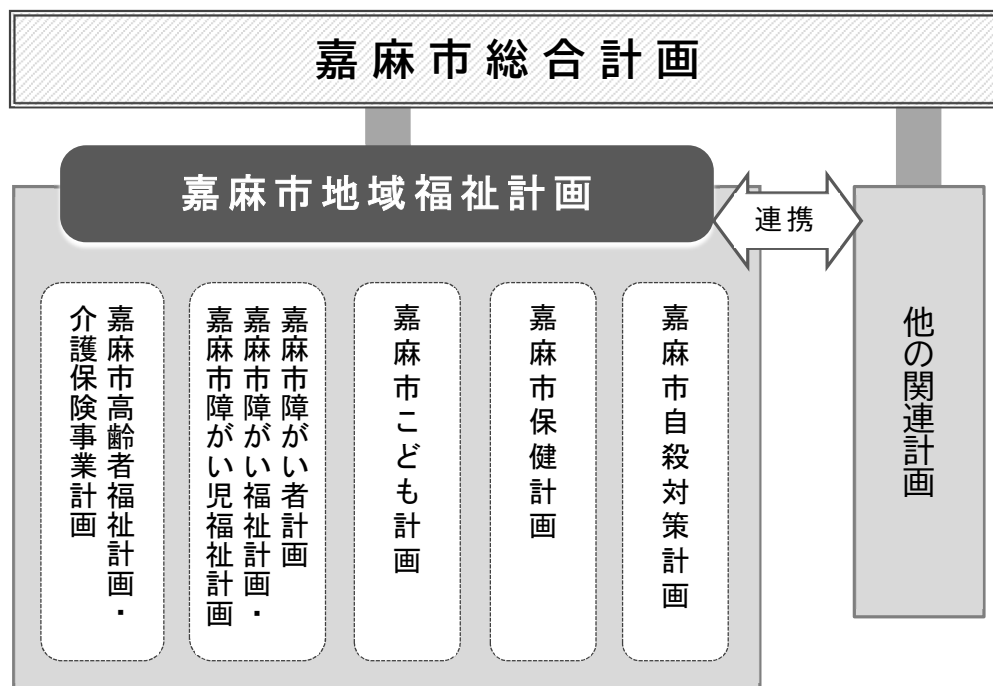 嘉麻市総合計画
嘉麻市地域福祉計画
連携
嘉麻市高齢者福祉計画・
介護保険事業計画
嘉麻市障がい者計画
嘉麻市障がい福祉計画・
嘉麻市障がい児福祉計画
嘉麻市こども計画
嘉麻市保健計画
嘉麻市自殺対策計画
他の関連計画